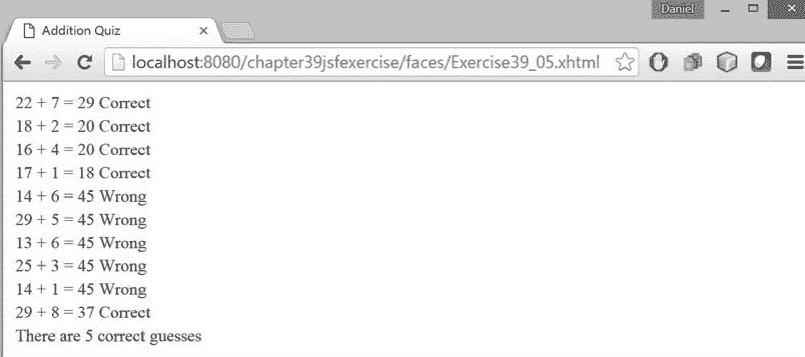 Daniel
Addition Quiz
localhost:8080/chapter39jsfexercise/faces/Exercise39_05.xhtml
22 + 7 = 29 Correct
18 + 2 = 20 Correct
16 + 4 = 20 Correct
17 + 1 = 18 Correct
14 + 6 = 45 Wrong
29 + 5 = 45 Wrong
13 + 6 = 45 Wrong
25 + 3 = 45 Wrong
14 + 1 = 45 Wrong
29 + 8 = 37 Correct
There are 5 correct guesses